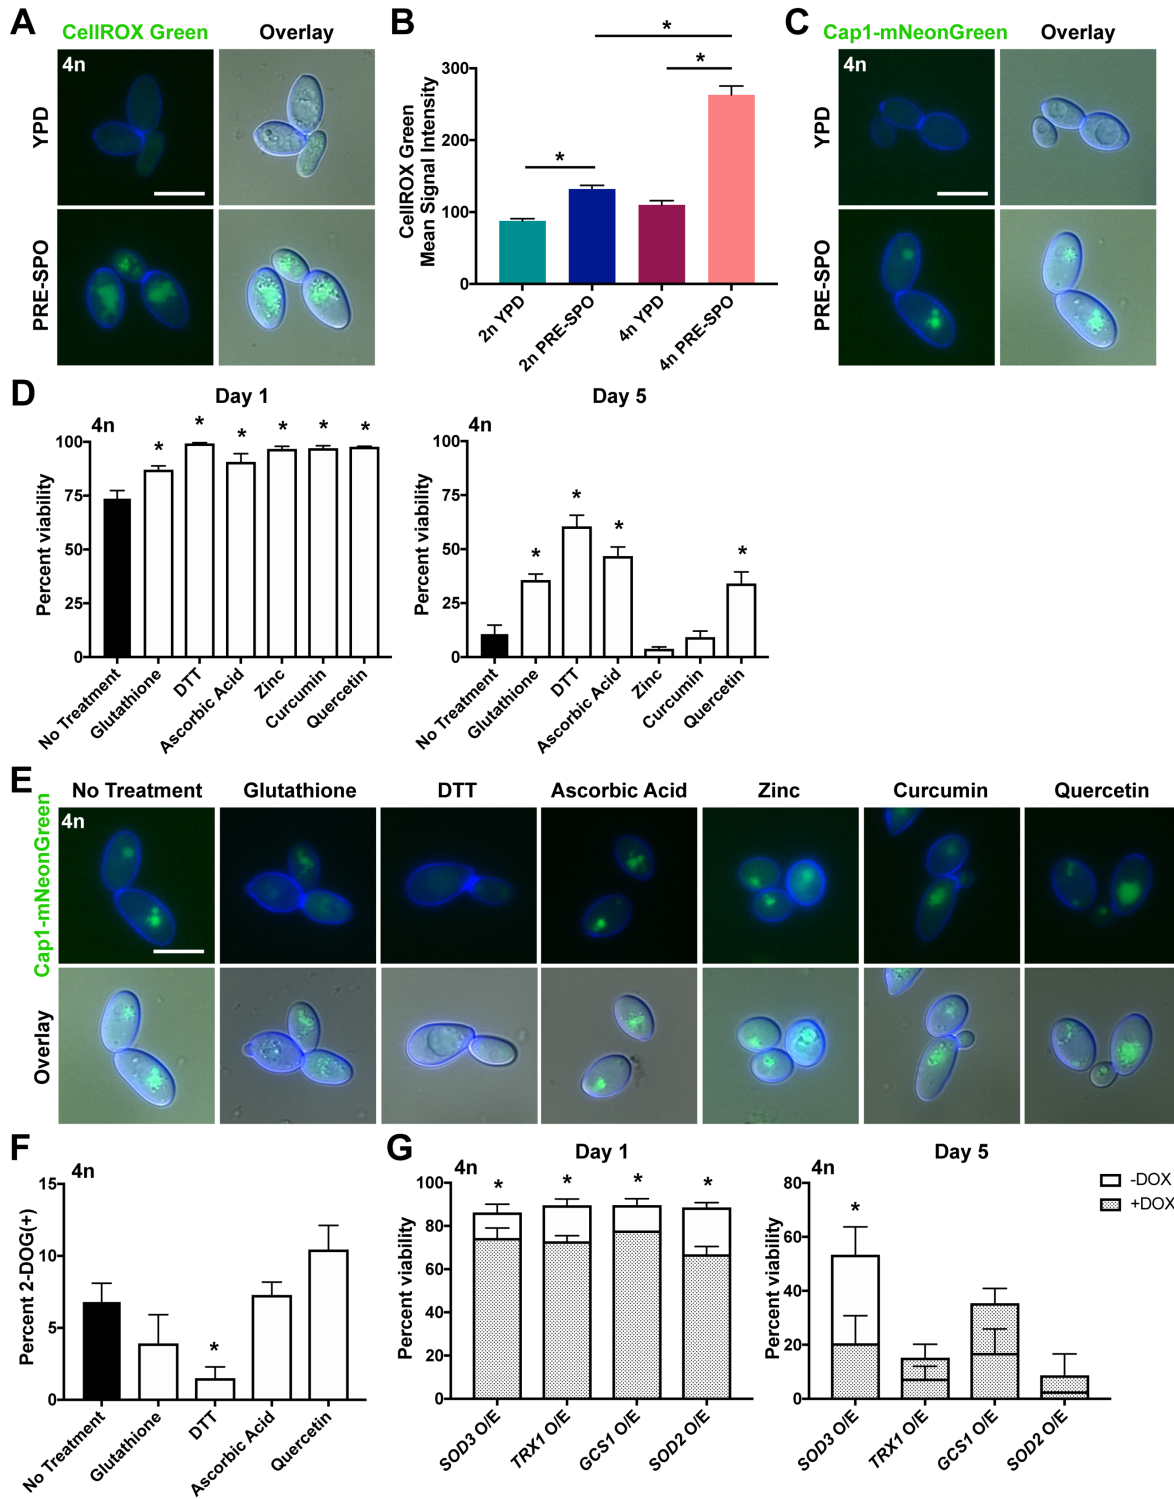 A
CellROX Green
Overlay
4n
YPD
PRE-SPO
B
CellROX Green
Mean Signal Intensity
300
200
100
0
*
*
*
2n YPD
2n PRE-SPO
4n YPD
4n PRE-SPO
C
Cap1-mNeonGreen
Overlay
4n
YPD
PRE-SPO
D
Day 1
4n
Percent viability
100
75
50
25
0
* * * * * *
No Treatment
Glutathione
DTT
Ascorbic Acid
Zinc
Curcumin
Quercetin
Day 5
4n
Percent viability
100
75
50
25
0
* * * *
No Treatment
Glutathione
DTT
Ascorbic Acid
Zinc
Curcumin
Quercetin
E
No Treatment
Glutathione
DTT
Ascorbic Acid
Zinc
Curcumin
Quercetin
Cap1-mNeonGreen
4n
Overlay
F
4n
Percent 2-DOG(+)
15
10
5
0
*
No Treatment
Glutathione
DTT
Ascorbic Acid
Quercetin
G
Day 1
4n
Percent viability
100
80
60
40
20
0
* * * *
SOD3 O/E
TRX1 O/E
GCS1 O/E
SOD2 O/E
Day 5
4n
Percent viability
80
60
40
20
0
*
SOD3 O/E
TRX1 O/E
GCS1 O/E
SOD2 O/E
-DOX
+DOX